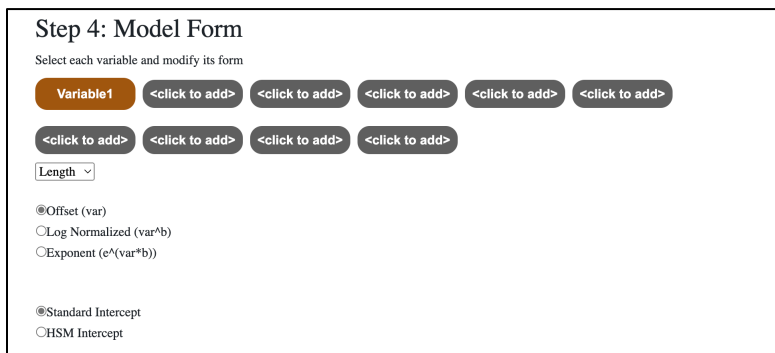 Step 4: Model Form
Select each variable and modify its form
Variable1 <click to add> <click to add> <click to add> <click to add> <click to add>
<click to add> <click to add> <click to add> <click to add>
Length
Offset (var)
Log Normalized (var^b)
Exponent (e^(var*b))
Standard Intercept
HSM Intercept